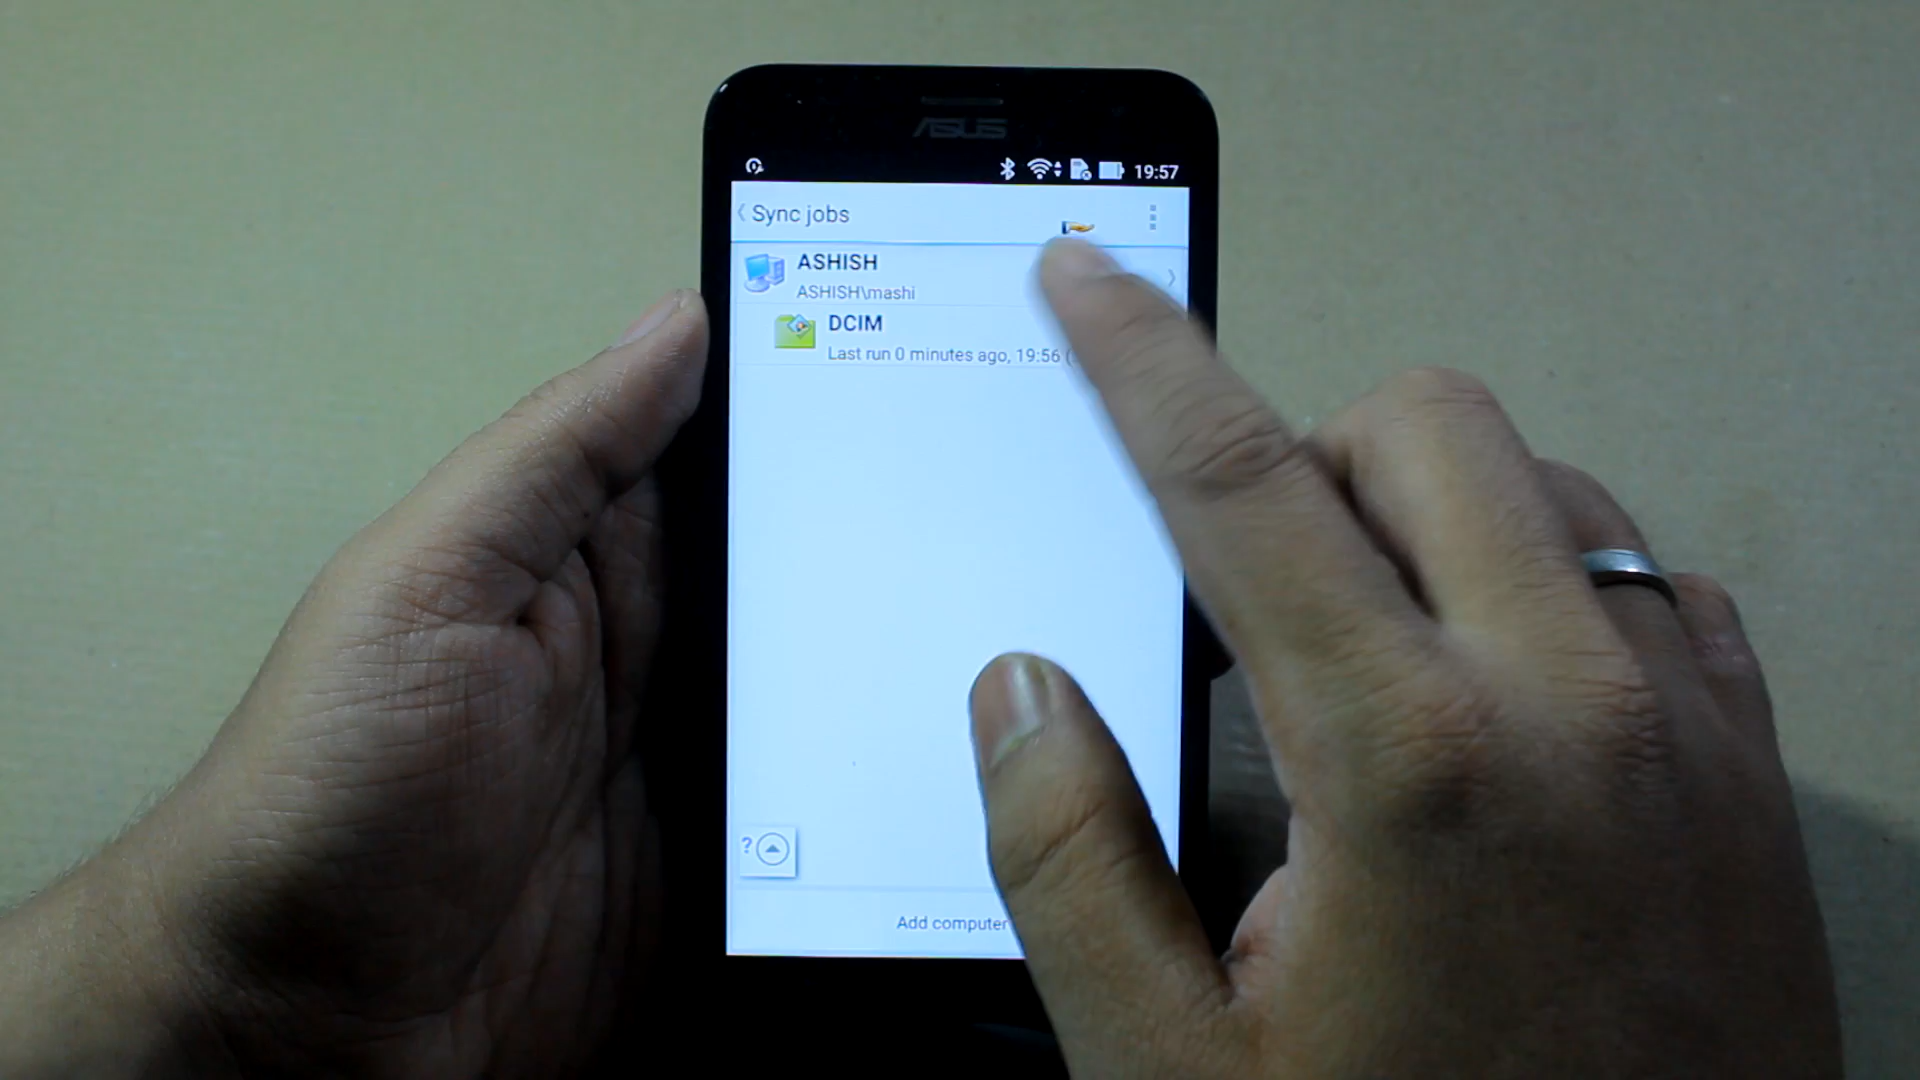 ASUS
19:57
Sync jobs
ASHISH
ASHISH\mashi
DCIM
Last run 0 minutes ago, 19:56 (
?
Add computer